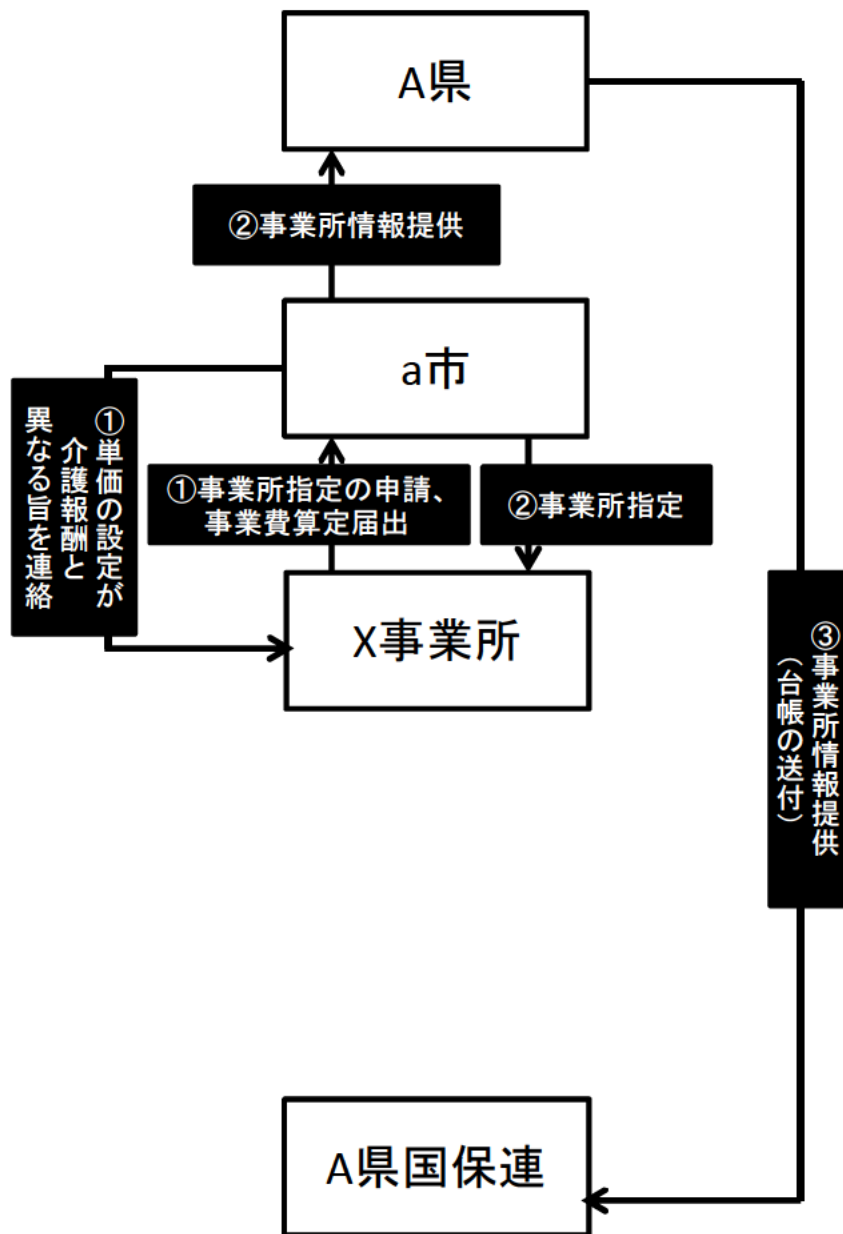 A県
②事業所情報提供
a市
①単価の設定が
介護報酬と
異なる旨を連絡
①事業所指定の申請、
事業費算定届出
②事業所指定
X事業所
③事業所情報提供
（台帳の送付）
A県国保連